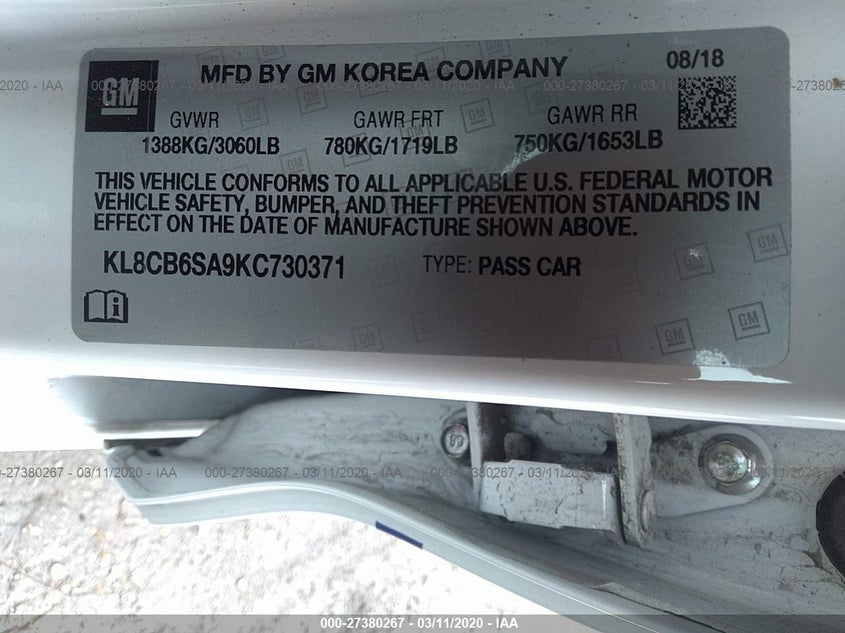 GM
MFD BY GM KOREA COMPANY
08/18
GVWR GAWR FRT GAWR RR
1388KG/3060LB 780KG/1719LB 750KG/1653LB
THIS VEHICLE CONFORMS TO ALL APPLICABLE U.S. FEDERAL MOTOR
VEHICLE SAFETY, BUMPER, AND THEFT PREVENTION STANDARDS IN
EFFECT ON THE DATE OF MANUFACTURE SHOWN ABOVE.
KL8CB6SA9KC730371 TYPE: PASS CAR
000-27380267 - 03/11/2020 - IAA